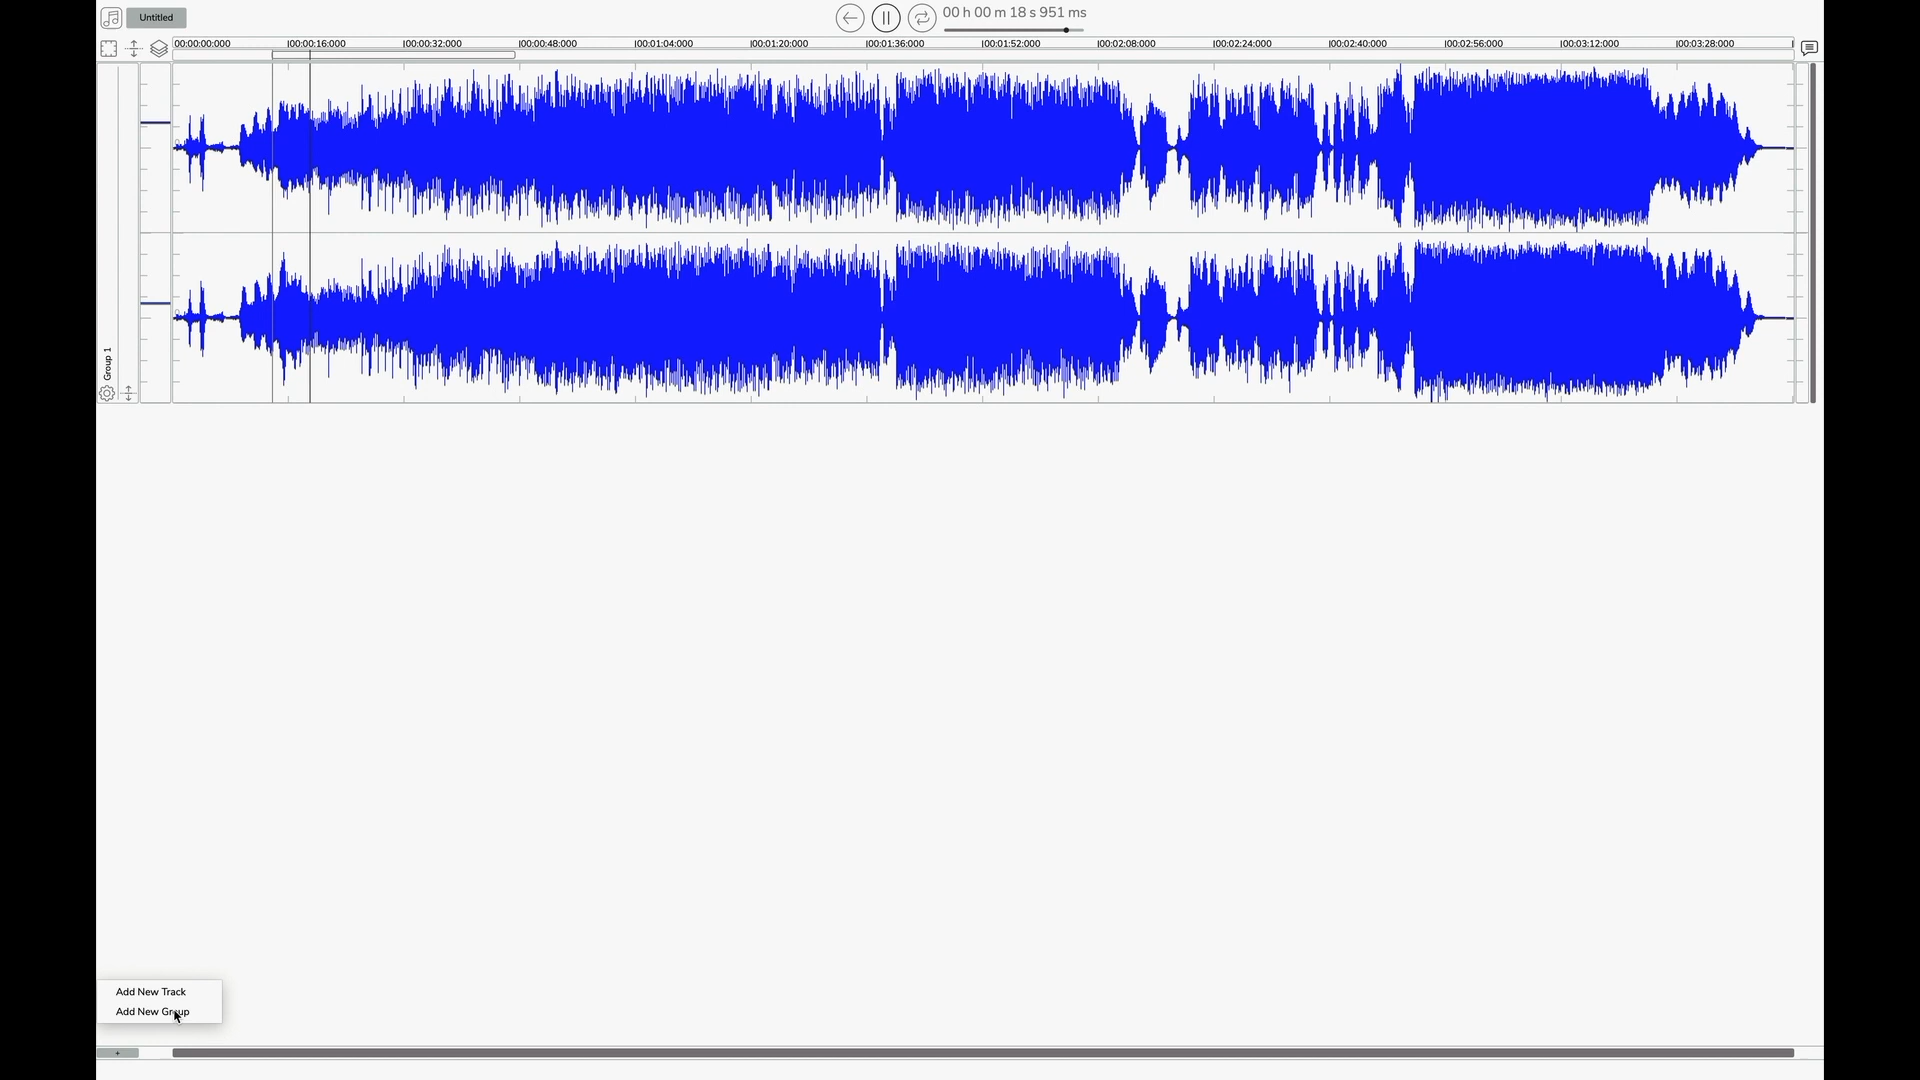 Untitled
00 h 00 m 18 s 951 ms
00:00:00:000 |00:00:16:000 |00:00:32:000 |00:00:48:000 |00:01:04:000 |00:01:20:000 |00:01:36:000 |00:01:52:000 |00:02:08:000 |00:02:24:000 |00:02:40:000 |00:02:56:000 |00:03:12:000 |00:03:28:000
0
0
Group 1
Add New Track
Add New Group
+